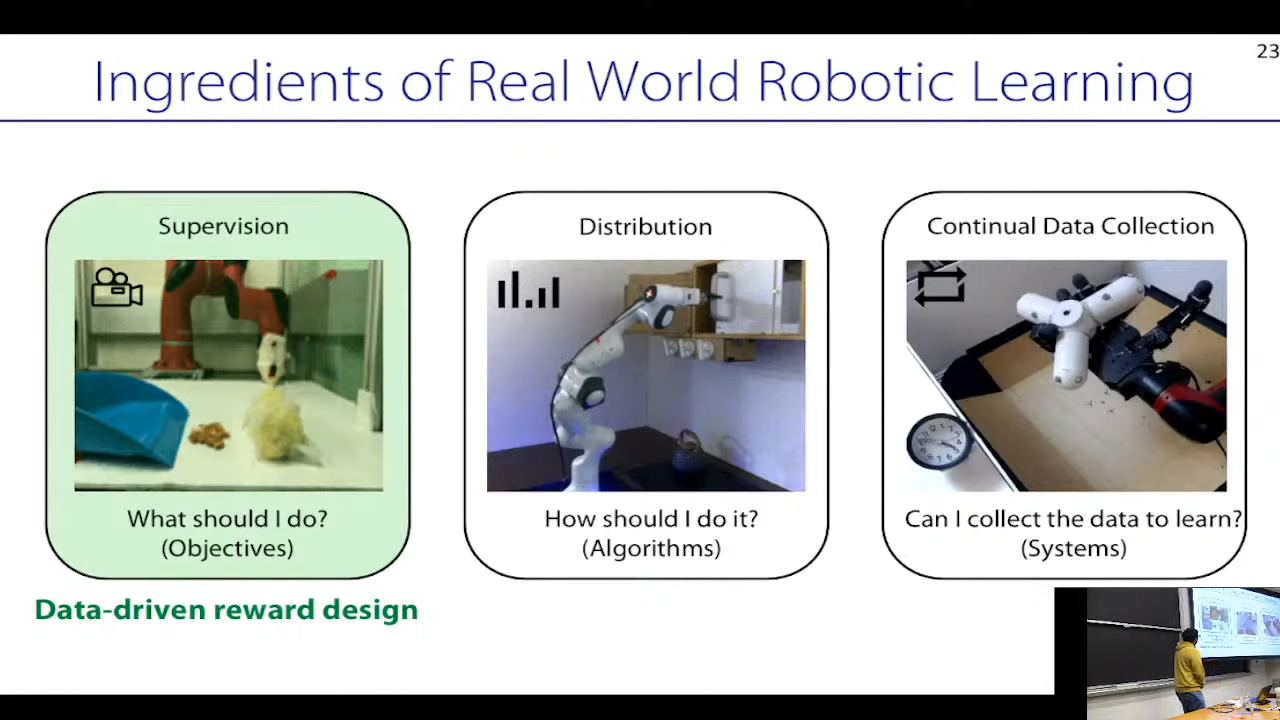 23
Ingredients of Real World Robotic Learning
Supervision
What should I do?
(Objectives)
Distribution
How should I do it?
(Algorithms)
Continual Data Collection
Can I collect the data to learn?
(Systems)
Data-driven reward design